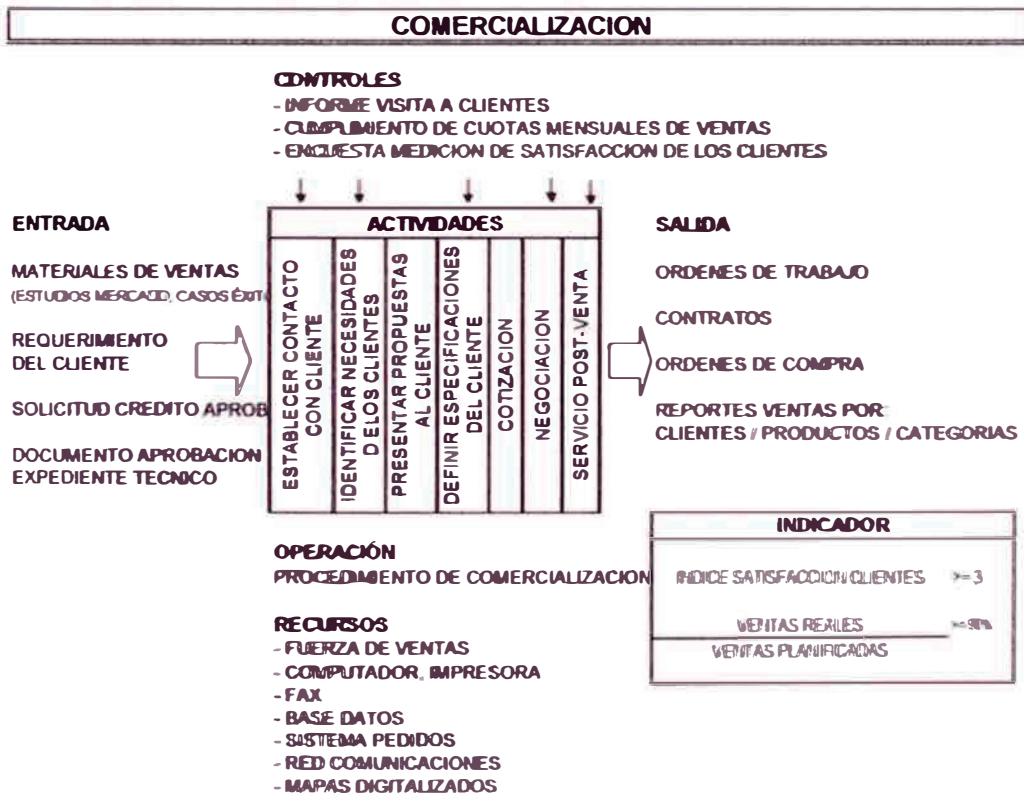 COMERCIALIZACION
CONTROLES
- INFORME VISITA A CLIENTES
- CUMPLIMIENTO DE CUOTAS MENSUALES DE VENTAS
- ENCUESTA MEDICION DE SATISFACCION DE LOS CLIENTES
ENTRADA
MATERIALES DE VENTAS
(ESTUDIOS MERCADO, CASOS ÉXIT
REQUERIMIENTO
DEL CLIENTE
SOLICITUD CREDITO APROB
DOCUMENTO APROBACION
EXPEDIENTE TECNICO
ACTIVIDADES
ESTABLECER CONTACTO
CON CLIENTE
IDENTIFICAR NECESIDADES
D ELOS CLIENTES
PRESENTAR PROPUESTAS
AL CLIENTE
DEFINIR ESPECIFICACIONES
DEL CLIENTE
COTIZACION
NEGOCIACION
SERVICIO POST-VENTA
SALIDA
ORDENES DE TRABAJO
CONTRATOS
ORDENES DE COMPRA
REPORTES VENTAS POR
CLIENTES / PRODUCTOS / CATEGORIAS
OPERACIÓN
PROCEDIMIENTO DE COMERCIALIZACION
RECURSOS
- FUERZA DE VENTAS
- COMPUTADOR, IMPRESORA
- FAX
- BASE DATOS
- SISTEMA PEDIDOS
- RED COMUNICACIONES
- MAPAS DIGITALIZADOS
INDICADOR
INDICE SATISFACCION CLIENTES >= 3
VENTAS REALES
VENTAS PLANIFICADAS